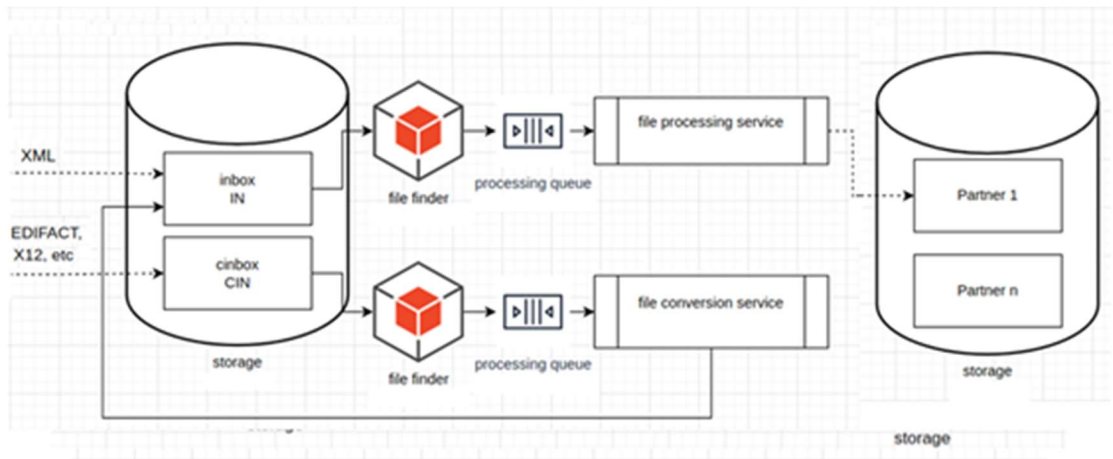 XML
inbox
IN
file finder
processing queue
file processing service
Partner 1
EDIFACT,
X12, etc
cinbox
CIN
storage
file finder
processing queue
file conversion service
Partner n
storage
storage